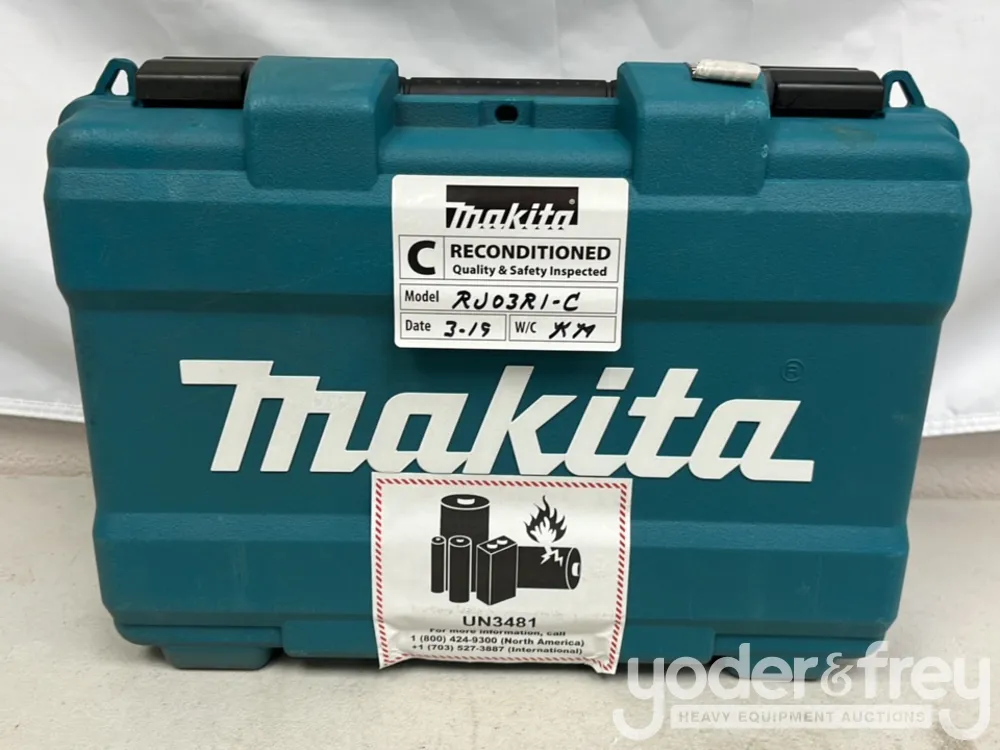 makita®
C RECONDITIONED
Quality & Safety Inspected
Model RJ03R1-C
Date 3-19 W/C KM
makita®
UN3481
For more information, call
1 (800) 424-9300 (North America)
+1 (703) 527-3887 (International)
yoder&frey
HEAVY EQUIPMENT AUCTIONS